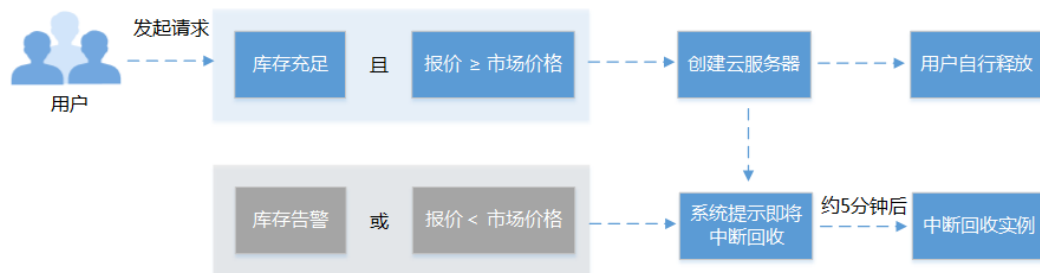 发起请求
用户
库存充足
且
报价 ≥ 市场价格
创建云服务器
用户自行释放
库存告警
或
报价 < 市场价格
系统提示即将
中断回收
约5分钟后
中断回收实例